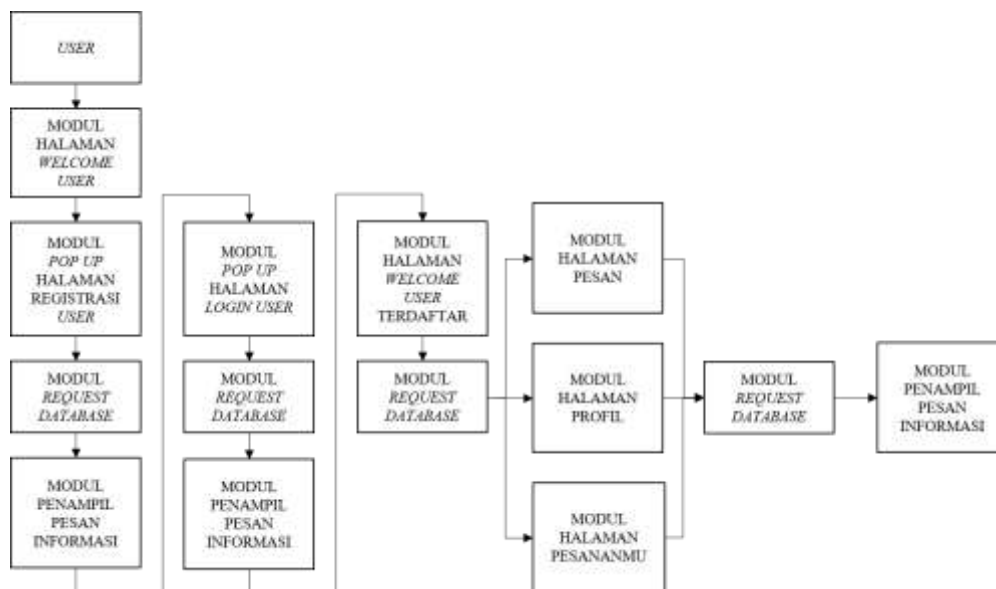 USER
MODUL
HALAMAN
WELCOME
USER
MODUL
POP UP
HALAMAN
REGISTRASI
USER
MODUL
REQUEST
DATABASE
MODUL
PENAMPIL
PESAN
INFORMASI
MODUL
POP UP
HALAMAN
LOGIN USER
MODUL
REQUEST
DATABASE
MODUL
PENAMPIL
PESAN
INFORMASI
MODUL
HALAMAN
WELCOME
USER
TERDAFTAR
MODUL
REQUEST
DATABASE
MODUL
HALAMAN
PESAN
MODUL
HALAMAN
PROFIL
MODUL
HALAMAN
PESANANMU
MODUL
REQUEST
DATABASE
MODUL
PENAMPIL
PESAN
INFORMASI